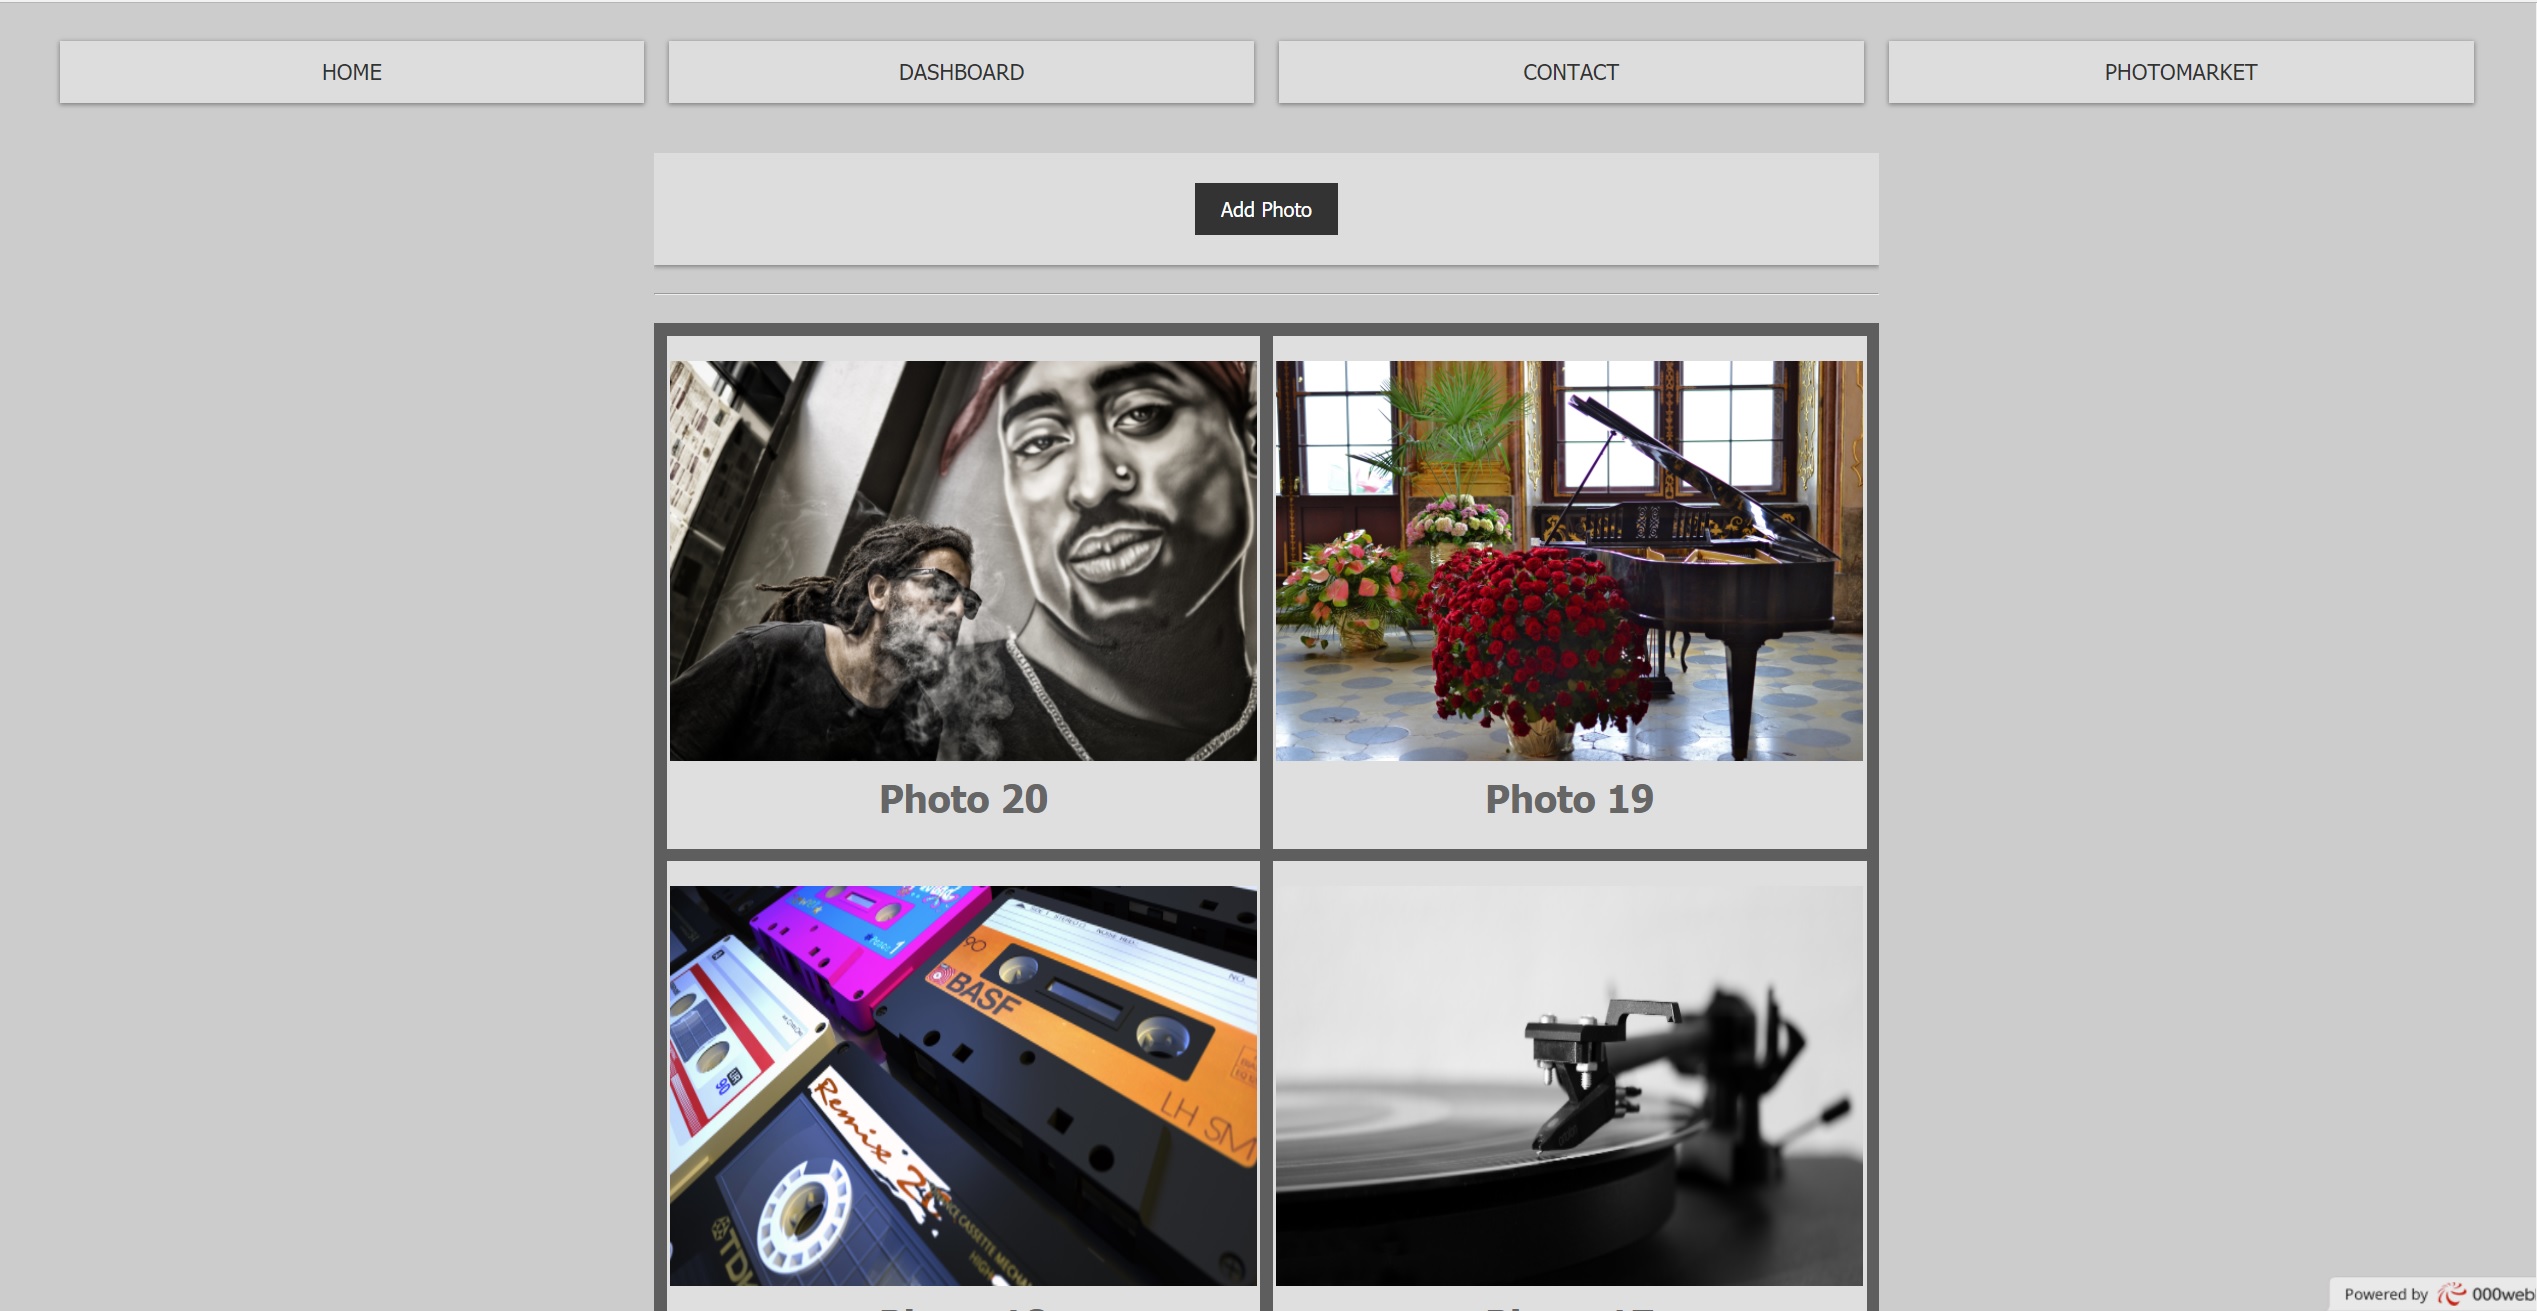 HOME
DASHBOARD
CONTACT
PHOTOMARKET
Add Photo
Photo 20
Photo 19
90
BASF
LH SM
Remix 2
TDK
Powered by 000web